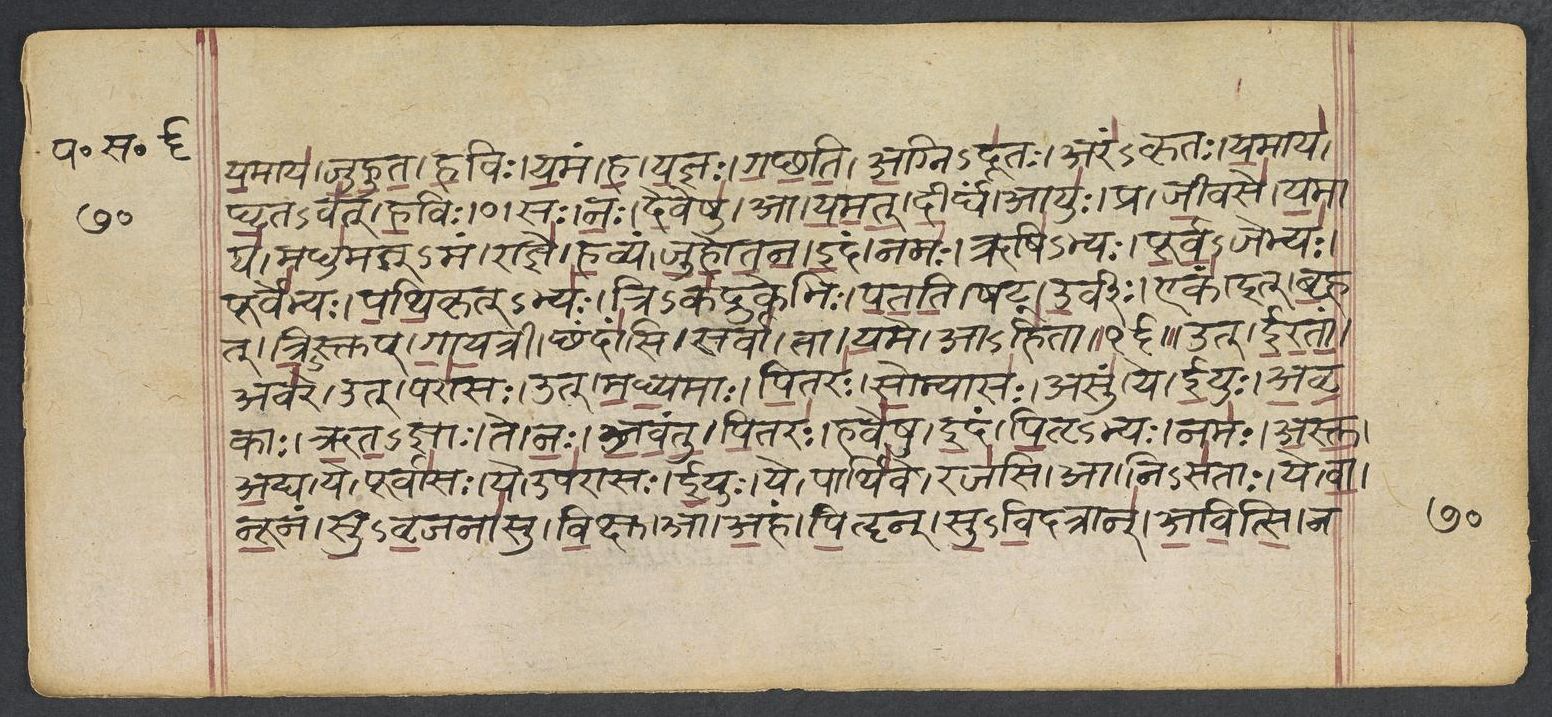 प॰ स॰ ६
७०
यमाय।जुहुत।हविः।यमं।ह।यज्ञः।गच्छति।अग्निऽदूतः।अरंऽकृतः।यमाय।
घृतऽवत्।हविः।०।सः।नः।देवेषु।आ।यमत्।दीर्घं।आयुः।प्र।जीवसे।यमा
य।मधुमत्ऽतमं।राज्ञे।हव्यं।जुहोतन।इदं।नमः।ऋषिऽभ्यः।पूर्वऽजेभ्यः।
पूर्वेभ्यः।पथिकृत्ऽभ्यः।त्रिऽकद्रुकेभिः।पतति।षट्।उर्वीः।एकं।इत्।बृह
त्।त्रिस्तुप्।गायत्री।छंदांसि।सर्वा।ता।यमे।आऽहिता॥१६॥उत्।ईरतां।
अवरे।उत्।परासः।उत्।मध्यमाः।पितरः।सोम्यासः।असुं।ये।ईयुः।अवृ
काः।ऋतऽज्ञाः।ते।नः।अवंतु।पितरः।हवेषु।इदं।पितृऽभ्यः।नमः।अस्तु।
अद्य।ये।पूर्वासः।ये।उपरासः।ईयुः।ये।पार्थिवे।रजसि।आ।निऽसत्ताः।ये।वा।
नूनं।सुऽवृजनासु।विक्षु।आ।अहं।पितॄन्।सुऽविदत्रान्।अवित्सि।न
७०